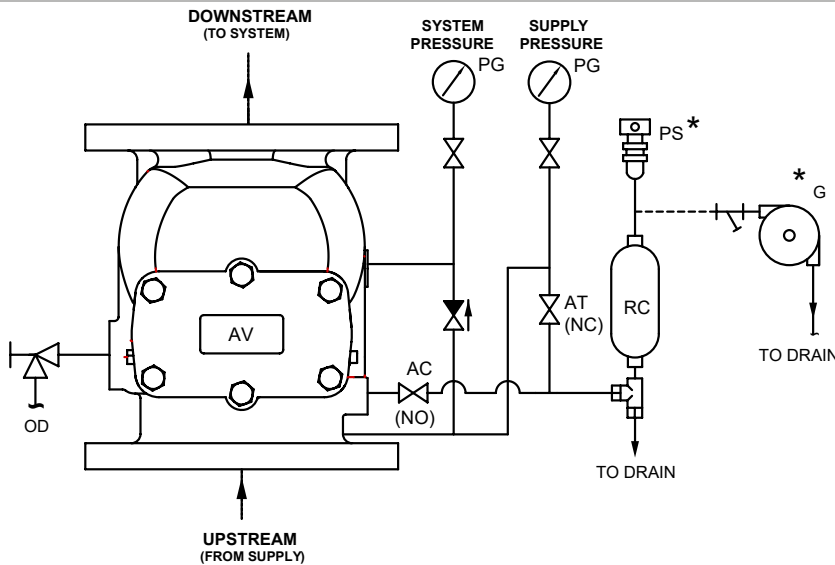 DOWNSTREAM
(TO SYSTEM)
SYSTEM
PRESSURE
PG
SUPPLY
PRESSURE
PG
PS*
*
G
AV
AT
(NC)
RC
TO DRAIN
AC
(NO)
OD
TO DRAIN
UPSTREAM
(FROM SUPPLY)